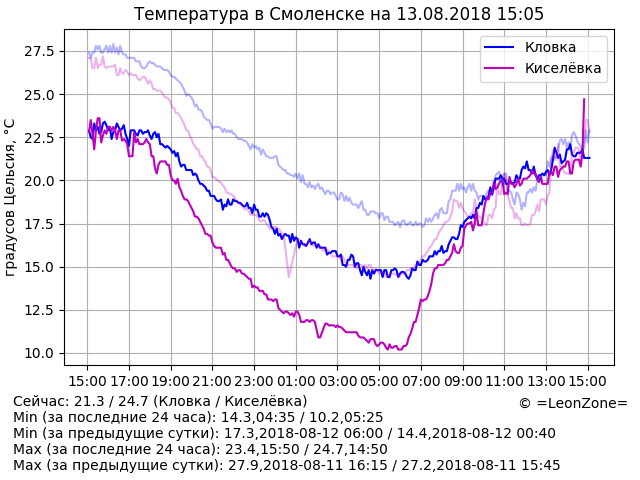 Температура в Смоленске на 13.08.2018 15:05
градусов Цельсия, °C
27.5
25.0
22.5
20.0
17.5
15.0
12.5
10.0
Кловка
Киселёвка
15:00 17:00 19:00 21:00 23:00 01:00 03:00 05:00 07:00 09:00 11:00 13:00 15:00
Сейчас: 21.3 / 24.7 (Кловка / Киселёвка)
© =LeonZone=
Min (за последние 24 часа): 14.3,04:35 / 10.2,05:25
Min (за предыдущие сутки): 17.3,2018-08-12 06:00 / 14.4,2018-08-12 00:40
Max (за последние 24 часа): 23.4,15:50 / 24.7,14:50
Max (за предыдущие сутки): 27.9,2018-08-11 16:15 / 27.2,2018-08-11 15:45